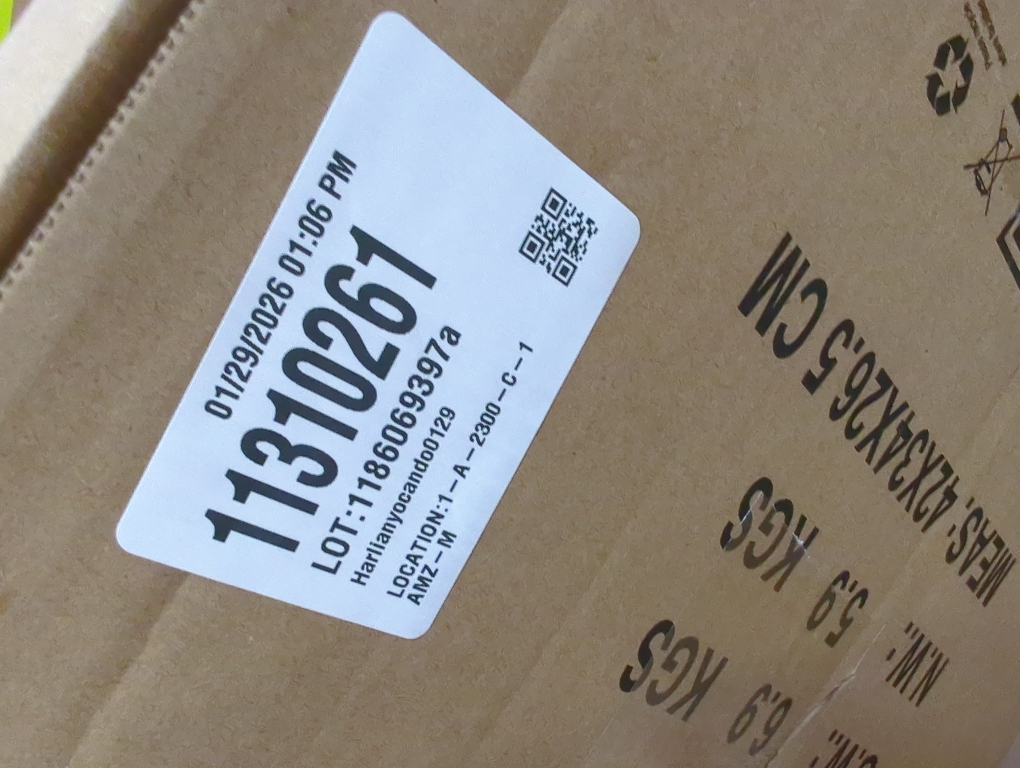 01/29/2026 01:06 PM
11310261
LOT:1186069397a
Harlianyocando0129
LOCATION:1-A-2300-C-1
AMZ-M
6.9 KGS
N.W.: 5.9 KGS
MEAS.: 42X34X26.5 CM